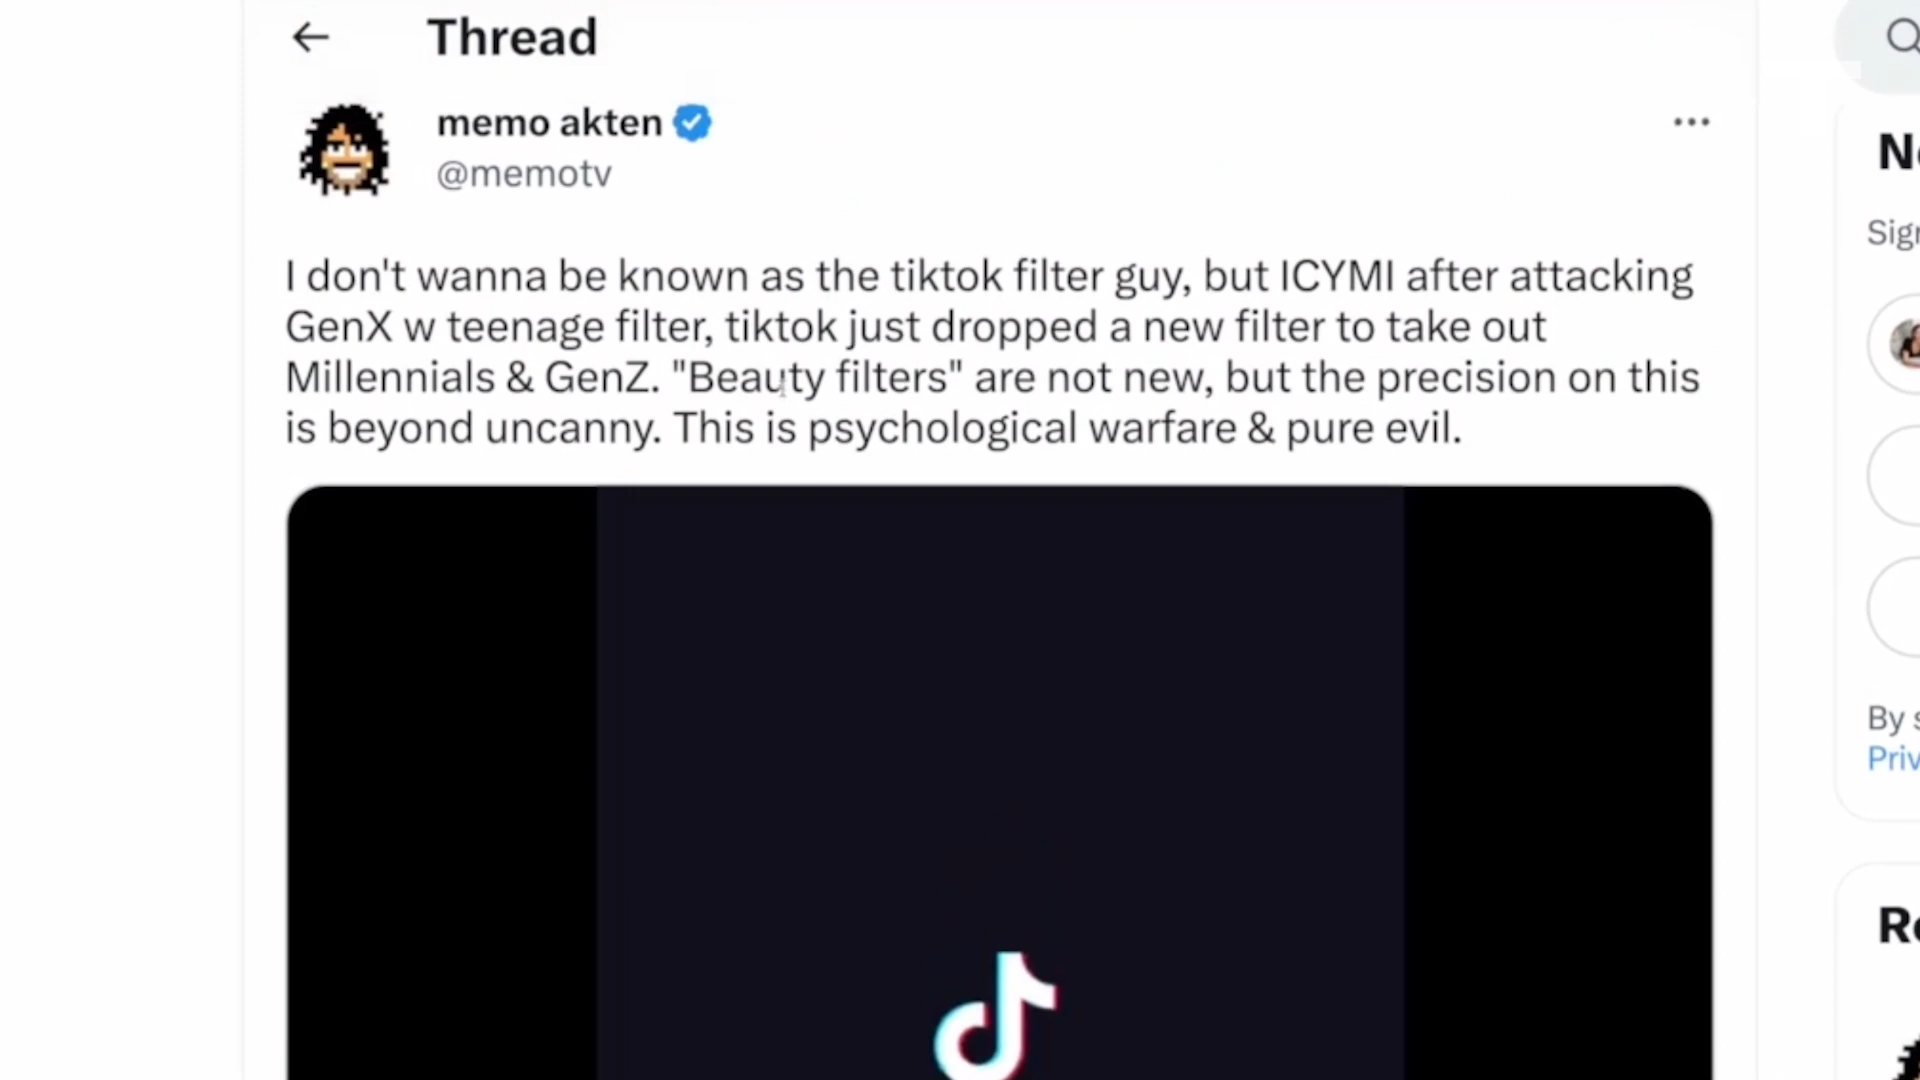 Thread
memo akten
@memotv
I don't wanna be known as the tiktok filter guy, but ICYMI after attacking
GenX w teenage filter, tiktok just dropped a new filter to take out
Millennials & GenZ. "Beauty filters" are not new, but the precision on this
is beyond uncanny. This is psychological warfare & pure evil.
By